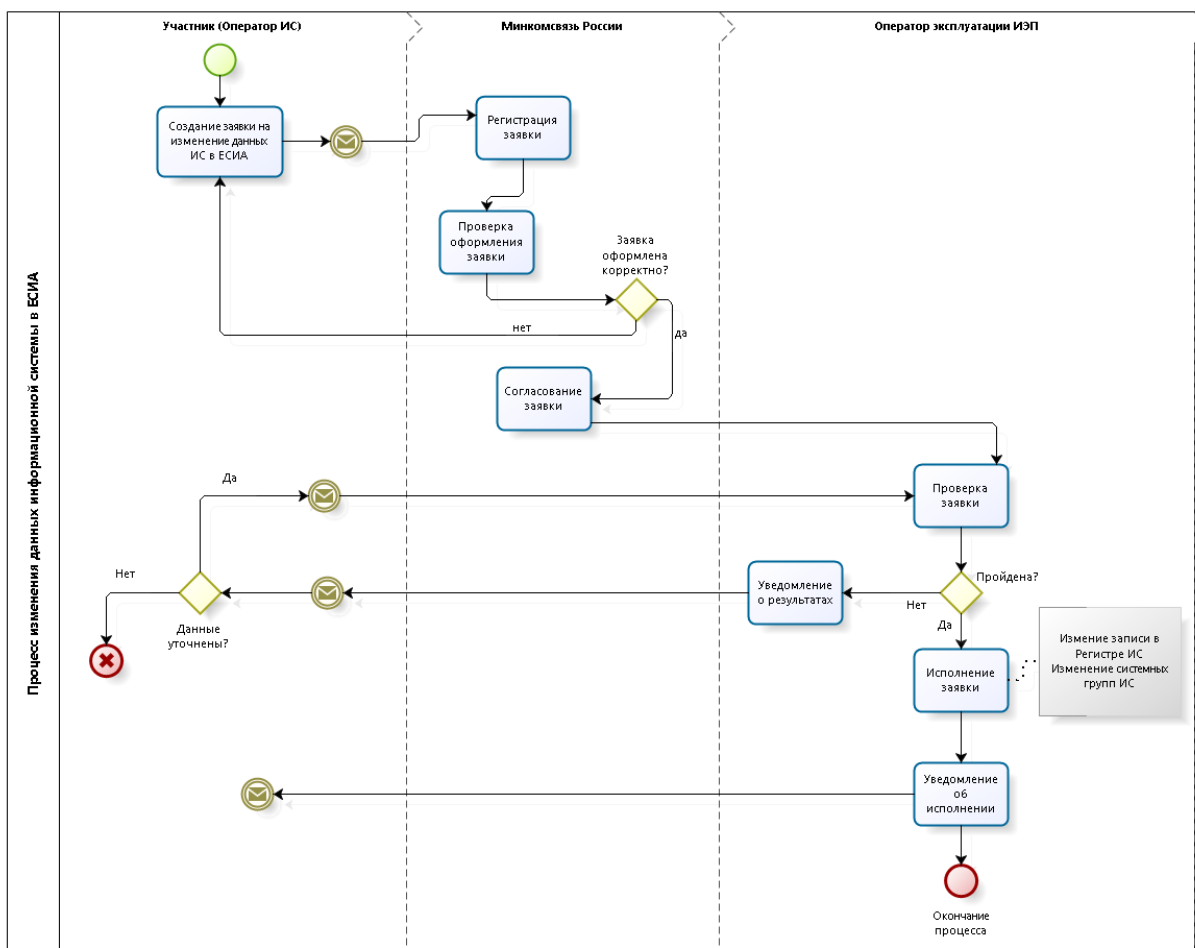 Процесс изменения данных информационной системы в ЕСИА
Участник (Оператор ИС)
Минкомсвязь России
Оператор эксплуатации ИЭП
Создание заявки на
изменение данных
ИС в ЕСИА
Регистрация
заявки
Проверка
оформления
заявки
Заявка
оформлена
корректно?
нет
да
Согласование
заявки
Да
Проверка
заявки
Нет
Данные
уточнены?
Уведомление
о результатах
Нет
Пройдена?
Да
Измение записи в
Регистре ИС
Изменение системных
групп ИС
Исполнение
заявки
Уведомление
об
исполнении
Окончание
процесса